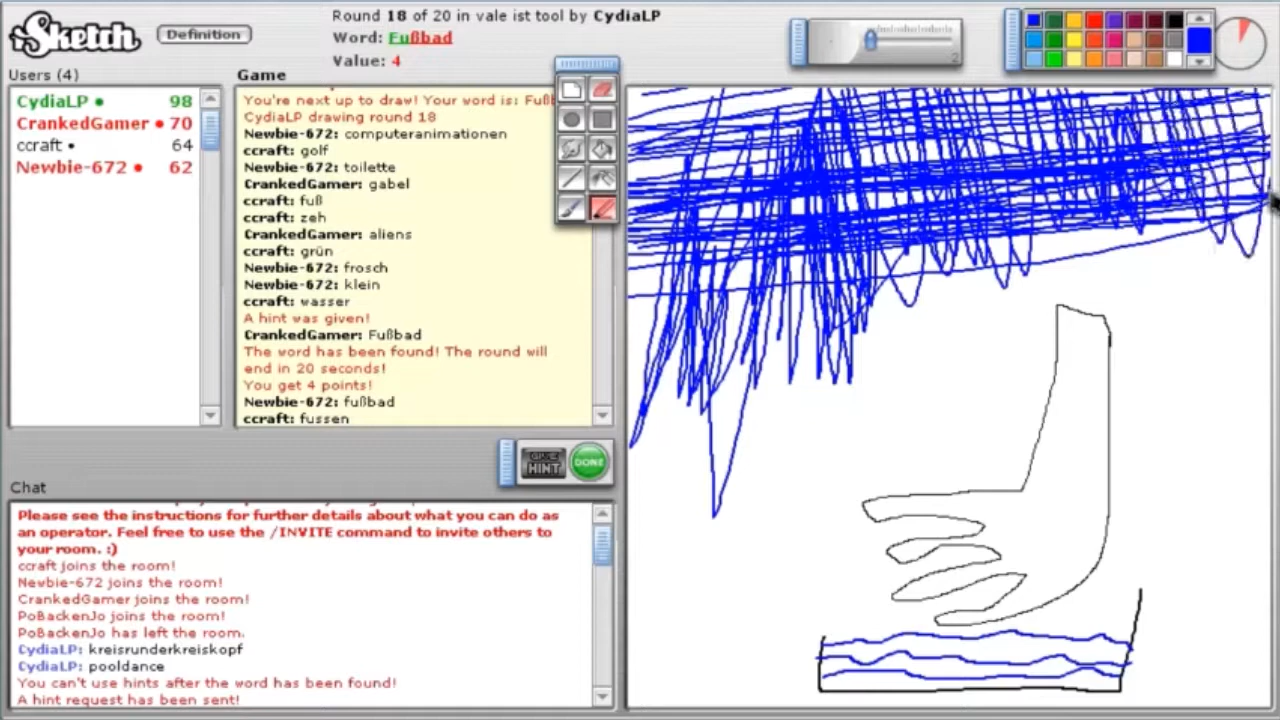 iSketch
Definition
Round 18 of 20 in vale ist tool by CydiaLP
Word: Fußbad
Value: 4
2
Users (4)
CydiaLP • 98
CrankedGamer • 70
ccraft • 64
Newbie-672 • 62
Game
You're next up to draw! Your word is:
CydiaLP drawing round 18
Newbie-672: computeranimationen
ccraft: golf
Newbie-672: toilette
CrankedGamer: gabel
ccraft: fuß
ccraft: zeh
CrankedGamer: aliens
ccraft: grün
Newbie-672: frosch
Newbie-672: klein
ccraft: wasser
A hint was given!
CrankedGamer: Fußbad
The word has been found! The round will
end in 20 seconds!
You get 4 points!
Newbie-672: fußbad
ccraft: fussen
GIVE
HINT
DONE
Chat
Please see the instructions for further details about what you can do as
an operator. Feel free to use the /INVITE command to invite others to
your room. :)
ccraft joins the room!
Newbie-672 joins the room!
CrankedGamer joins the room!
PoBackenJo joins the room!
PoBackenJo has left the room.
CydiaLP: kreisrunderkreiskopf
CydiaLP: pooldance
You can't use hints after the word has been found!
A hint request has been sent!